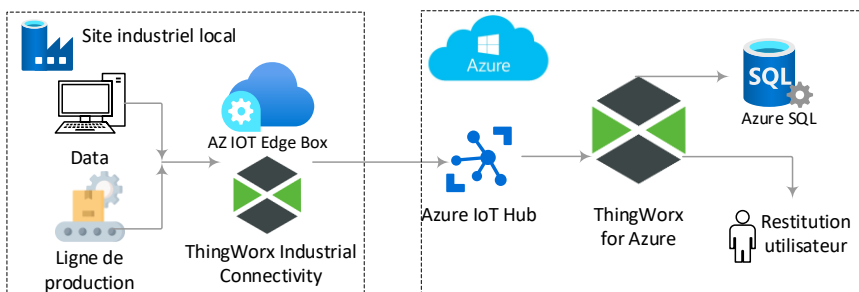 Site industriel local
Azure
SQL
Azure SQL
Data
AZ IOT Edge Box
Azure IoT Hub
ThingWorx
for Azure
Restitution
utilisateur
ThingWorx Industrial
Connectivity
Ligne de
production